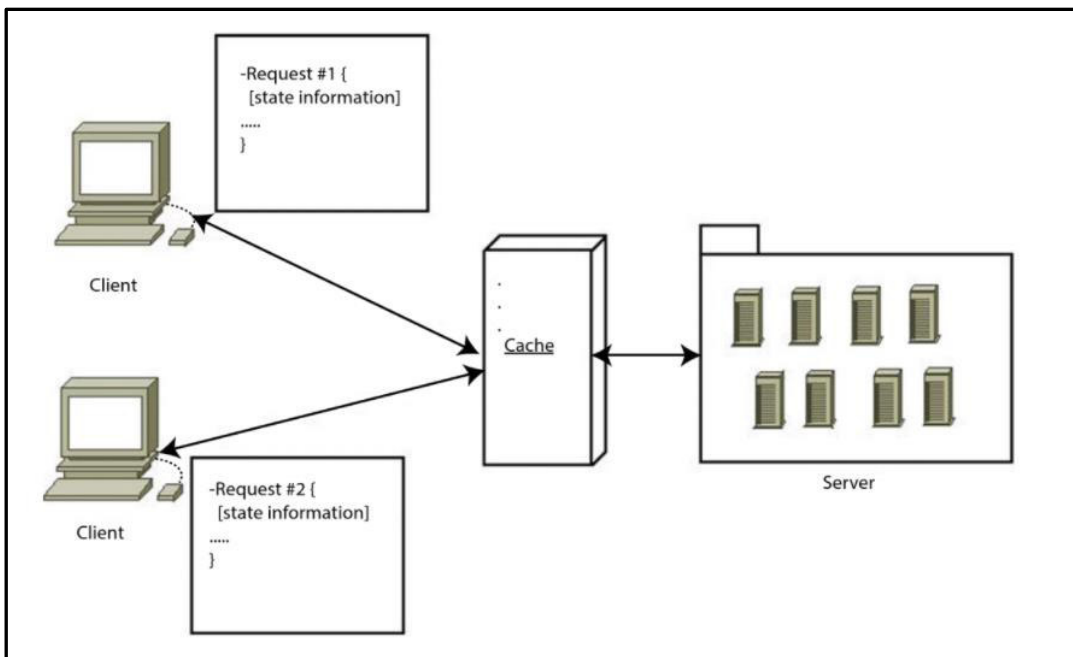 -Request #1 {
[state information]
.....
}
Client
.
.
.
Cache
Server
Client
-Request #2 {
[state information]
.....
}